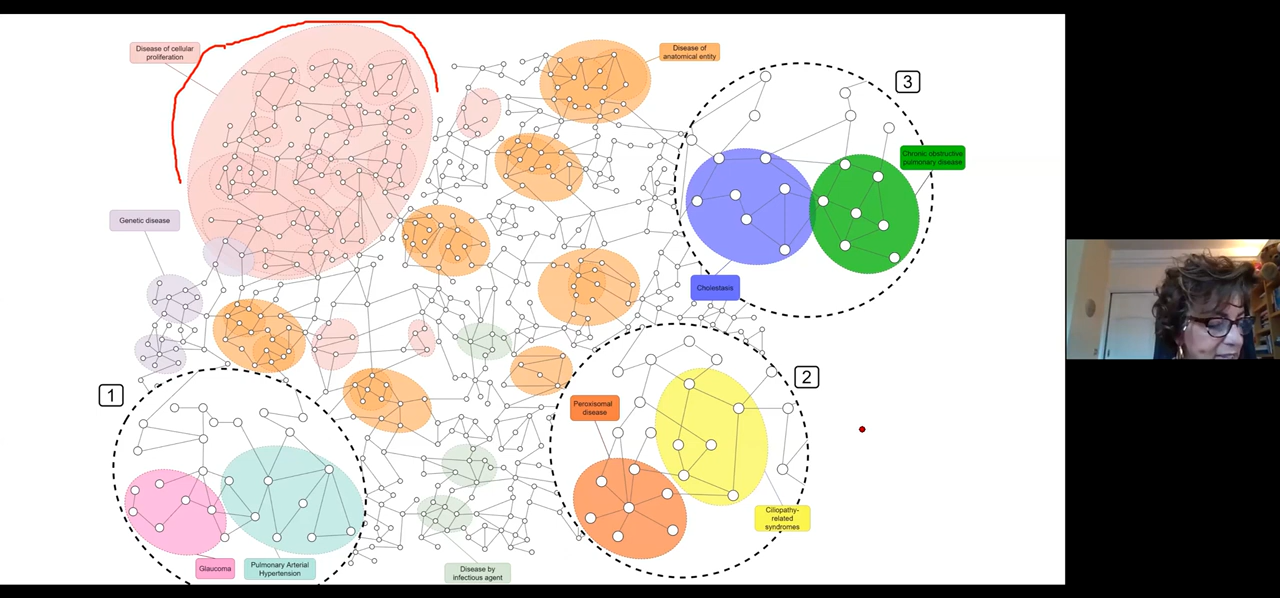 Disease of cellular
proliferation
Disease of
anatomical entity
3
Chronic obstructive
pulmonary disease
Genetic disease
Cholestasis
1
2
Peroxisomal
disease
Ciliopathy-
related
syndromes
Glaucoma
Pulmonary Arterial
Hypertension
Disease by
infectious agent